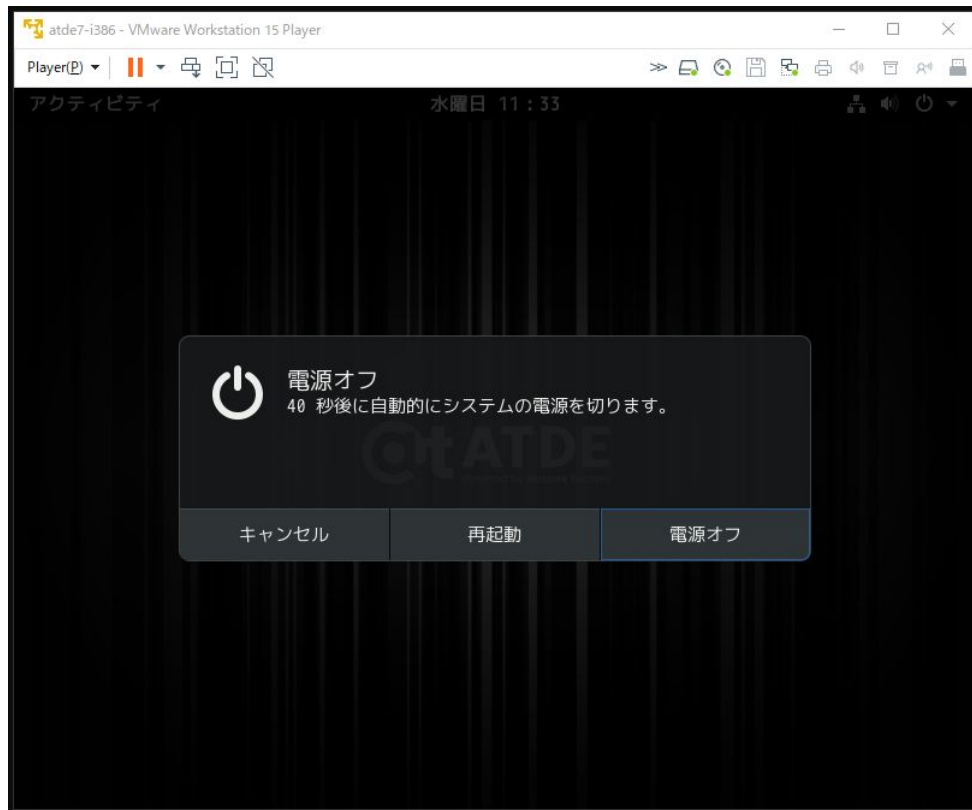 atde7-i386 - VMware Workstation 15 Player
Player(P)
アクティビティ
水曜日 11：33
電源オフ
40 秒後に自動的にシステムの電源を切ります。
ATDE
キャンセル
再起動
電源オフ